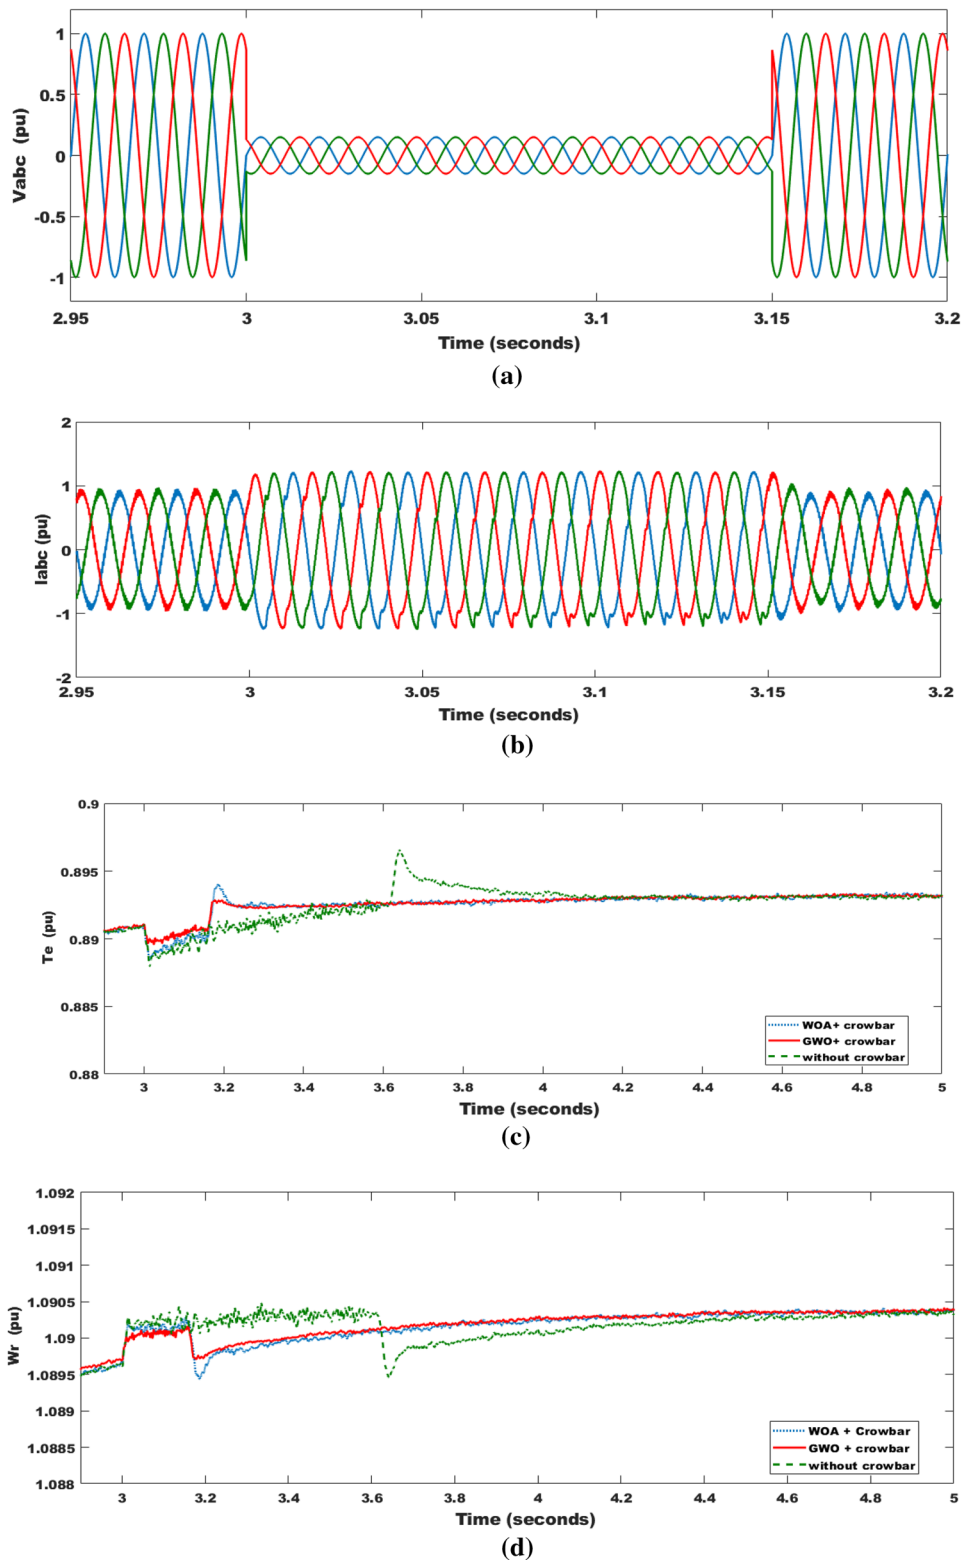 1
0.5
0
-0.5
-1
Vabc (pu)
2.95 3 3.05 3.1 3.15 3.2
Time (seconds)
(a)
2
1
0
-1
-2
Iabc (pu)
2.95 3 3.05 3.1 3.15 3.2
Time (seconds)
(b)
0.9
0.895
0.89
0.885
0.88
Te (pu)
WOA+ crowbar
GWO+ crowbar
without crowbar
3 3.2 3.4 3.6 3.8 4 4.2 4.4 4.6 4.8 5
Time (seconds)
(c)
1.092
1.0915
1.091
1.0905
1.09
1.0895
1.089
1.0885
1.088
Wr (pu)
WOA + Crowbar
GWO + crowbar
without crowbar
3 3.2 3.4 3.6 3.8 4 4.2 4.4 4.6 4.8 5
Time (seconds)
(d)